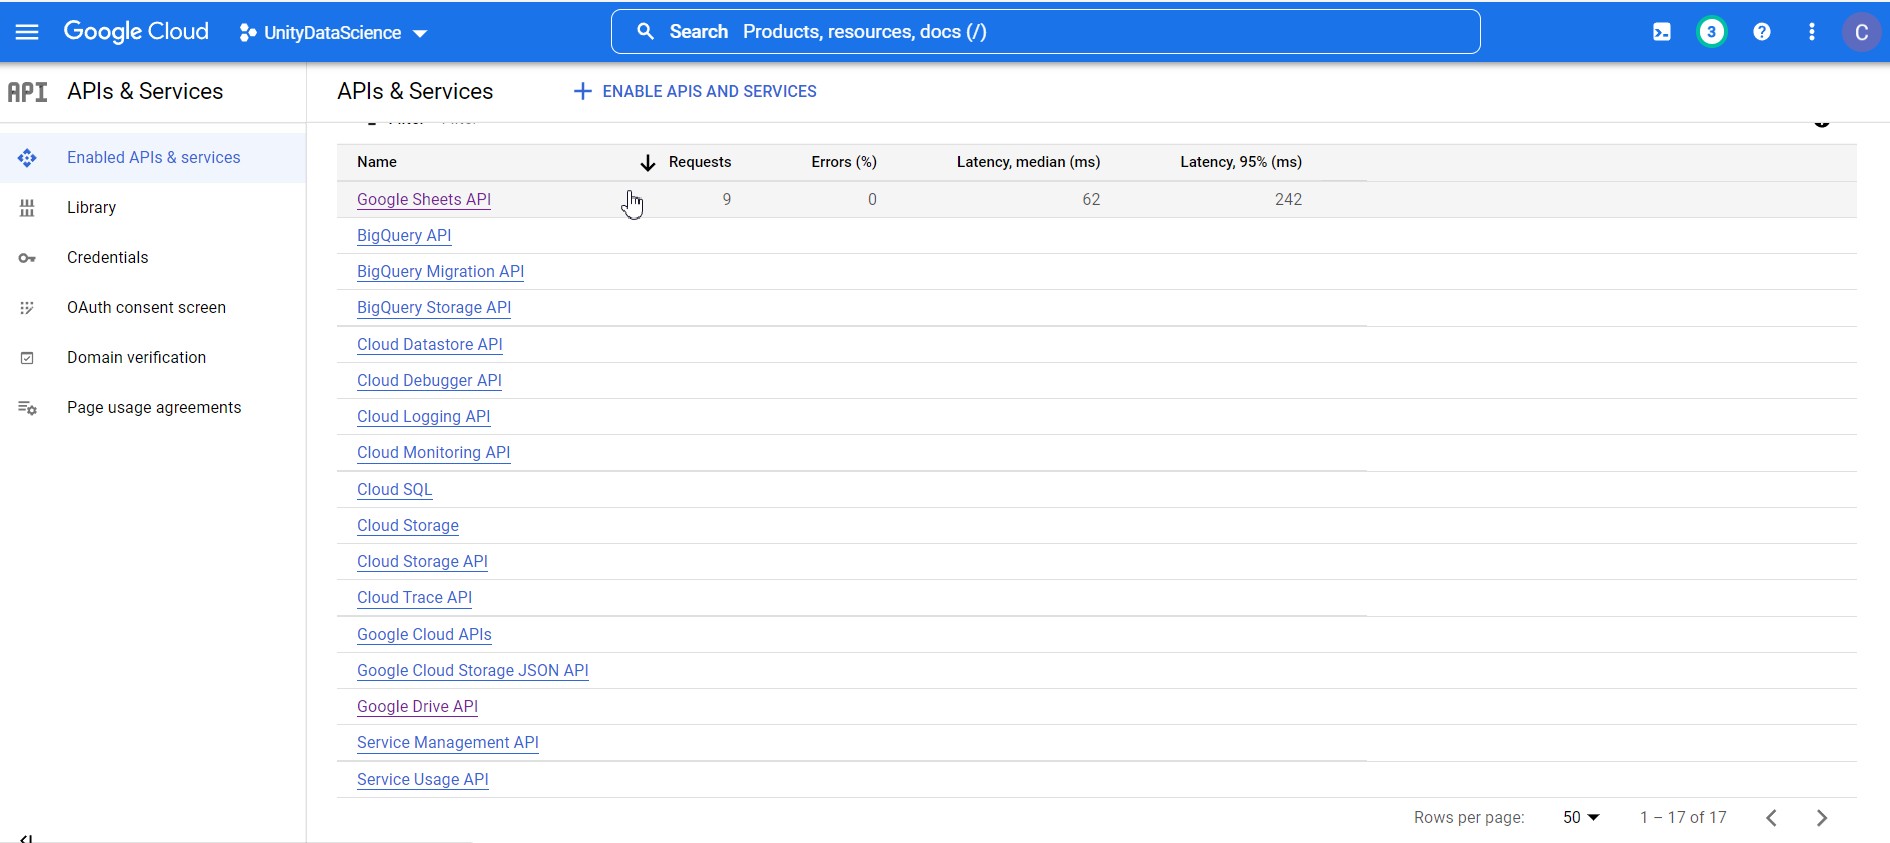 Google Cloud UnityDataScience Search Products, resources, docs (/) 3 C
API APIs & Services
APIs & Services ENABLE APIS AND SERVICES
Enabled APIs & services
Library
Credentials
OAuth consent screen
Domain verification
Page usage agreements
Name Requests Errors (%) Latency, median (ms) Latency, 95% (ms)
Google Sheets API 9 0 62 242
BigQuery API
BigQuery Migration API
BigQuery Storage API
Cloud Datastore API
Cloud Debugger API
Cloud Logging API
Cloud Monitoring API
Cloud SQL
Cloud Storage
Cloud Storage API
Cloud Trace API
Google Cloud APIs
Google Cloud Storage JSON API
Google Drive API
Service Management API
Service Usage API
Rows per page: 50 1 – 17 of 17